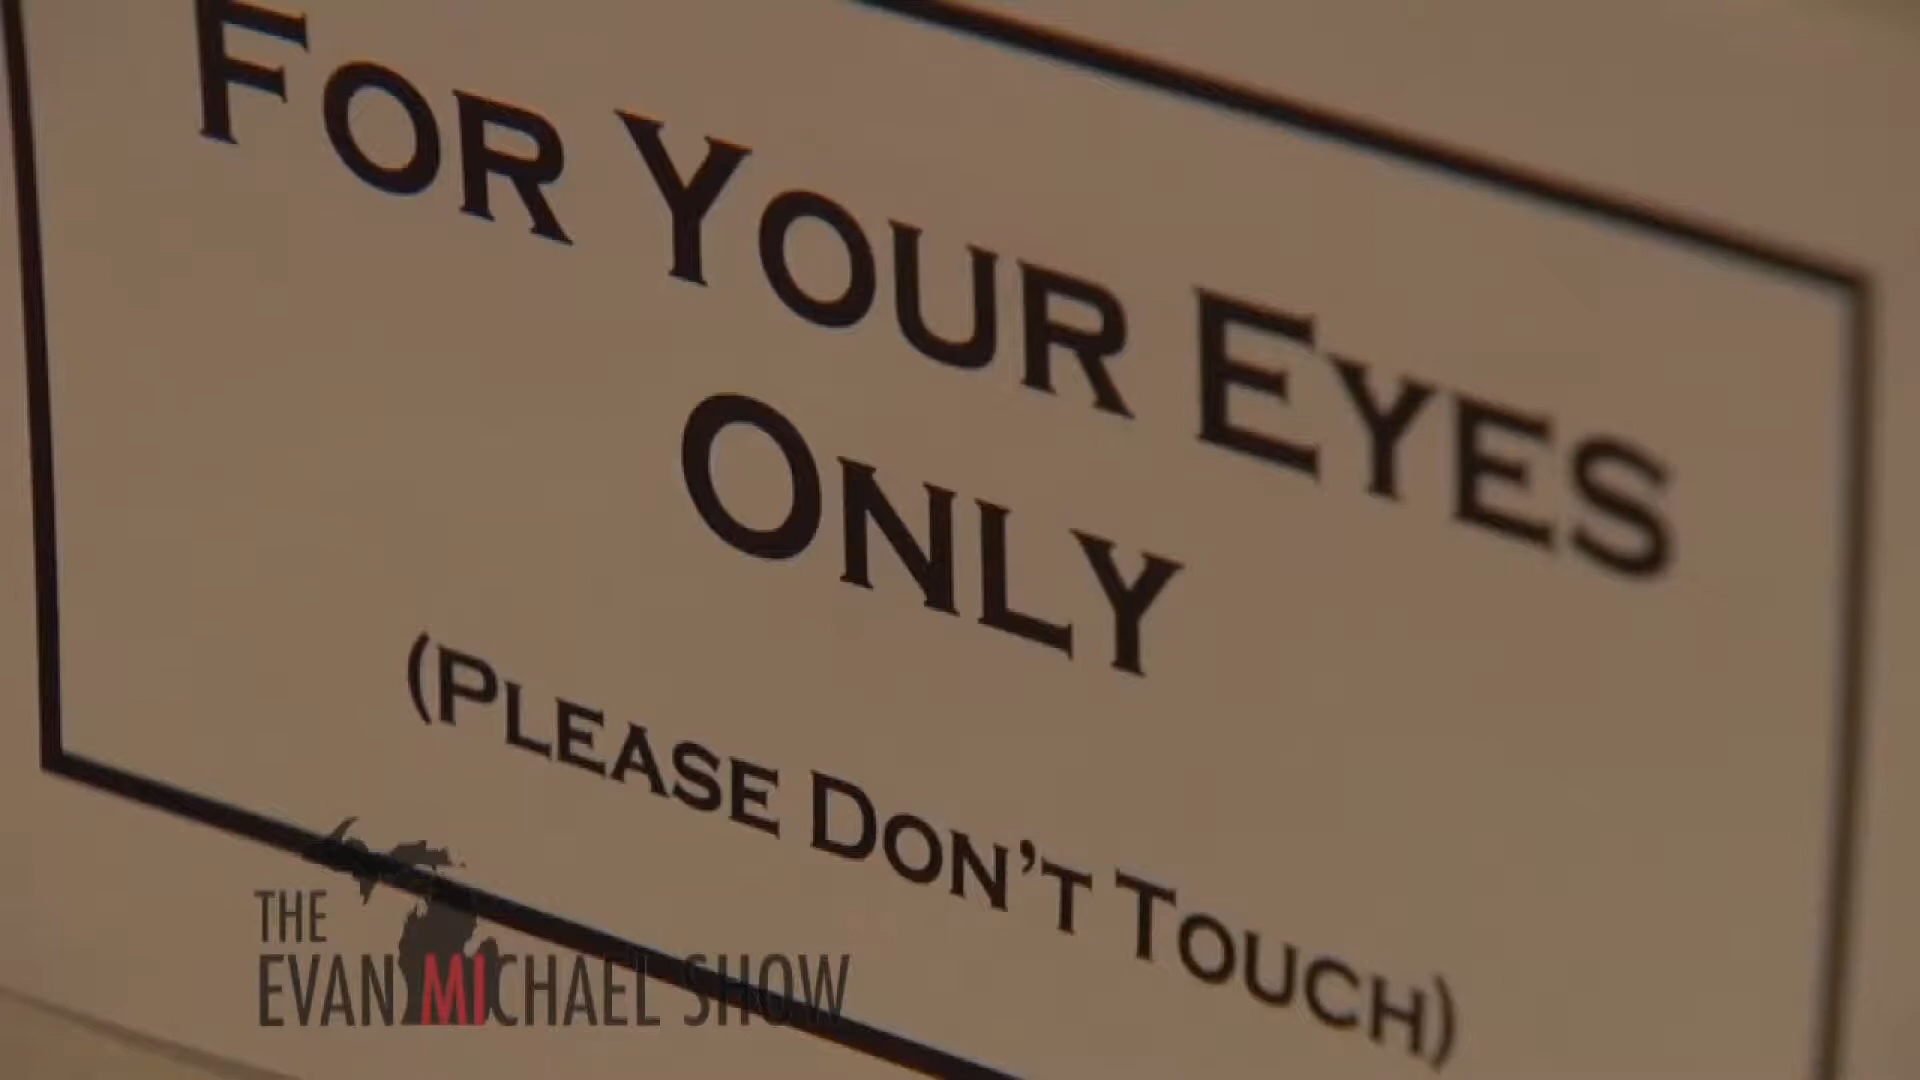 FOR YOUR EYES
ONLY
(PLEASE DON'T TOUCH)
THE
EVAN MICHAEL SHOW